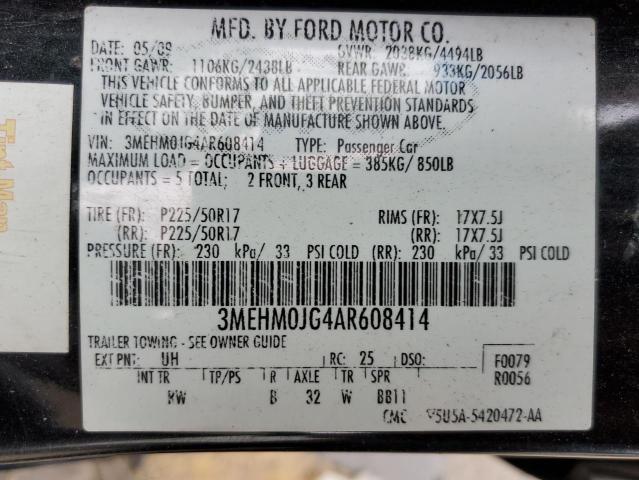 MFD. BY FORD MOTOR CO.
DATE: 05/09 GVWR: 2038KG/4494LB
FRONT GAWR: 1106KG/2438LB REAR GAWR: 933KG/2056LB
THIS VEHICLE CONFORMS TO ALL APPLICABLE FEDERAL MOTOR
VEHICLE SAFETY, BUMPER, AND THEFT PREVENTION STANDARDS
IN EFFECT ON THE DATE OF MANUFACTURE SHOWN ABOVE.
VIN: 3MEHM0JG4AR608414 TYPE: Passenger Car
MAXIMUM LOAD = OCCUPANTS + LUGGAGE = 385KG/ 850LB
OCCUPANTS = 5 TOTAL; 2 FRONT, 3 REAR
TIRE (FR): P225/50R17 RIMS (FR): 17X7.5J
(RR): P225/50R17 (RR): 17X7.5J
PRESSURE (FR): 230 kPa/ 33 PSI COLD (RR): 230 kPa/ 33 PSI COLD
3MEHM0JG4AR608414
TRAILER TOWING - SEE OWNER GUIDE
EXT PNT: UH RC: 25 DSO: F0079
INT TR TP/PS R AXLE TR SPR R0056
B 32 W BB11
5U5A-5420472-AA
Tint Man